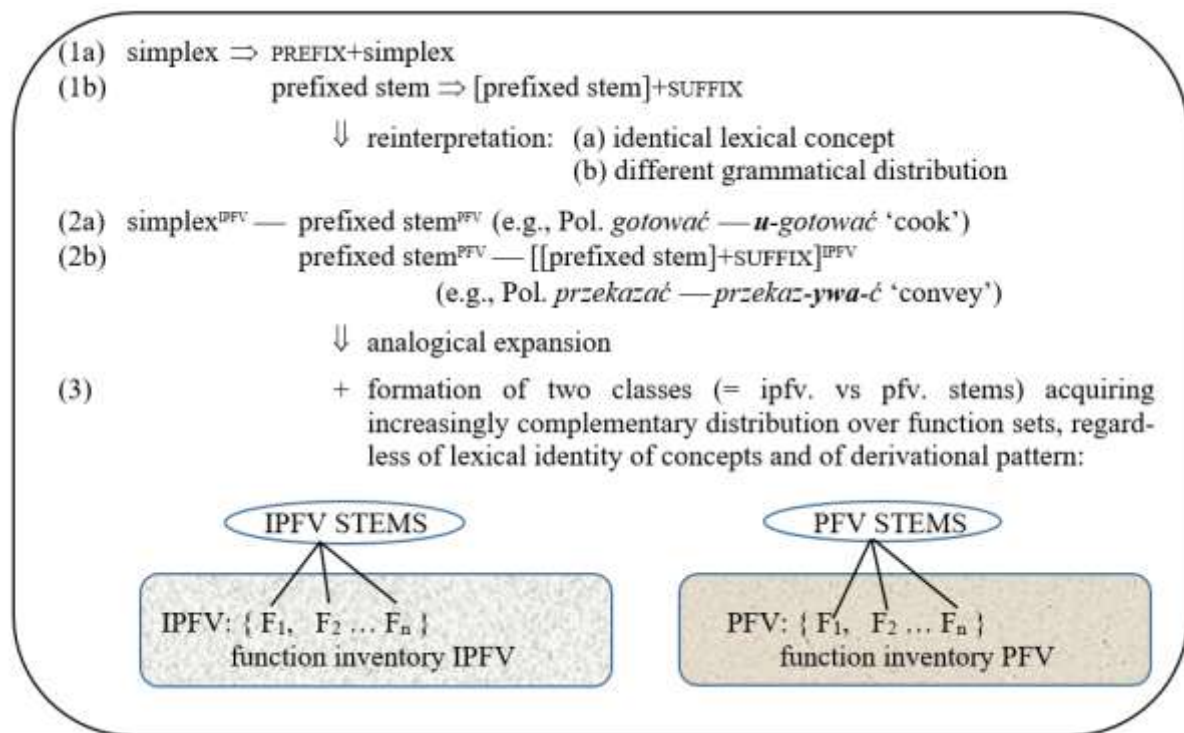 (1a) simplex ⇒ PREFIX+simplex
(1b) prefixed stem ⇒ [prefixed stem]+SUFFIX
⇓ reinterpretation: (a) identical lexical concept
(b) different grammatical distribution
(2a) simplexᴵᴾᶠⱽ — prefixed stemᴾᶠⱽ (e.g., Pol. gotować — u-gotować ‘cook’)
(2b) prefixed stemᴾᶠⱽ — [[prefixed stem]+SUFFIX]ᴵᴾᶠⱽ
(e.g., Pol. przekazać — przekaz-ywa-ć ‘convey’)
⇓ analogical expansion
(3) + formation of two classes (= ipfv. vs pfv. stems) acquiring
increasingly complementary distribution over function sets, regard-
less of lexical identity of concepts and of derivational pattern:
IPFV STEMS PFV STEMS
IPFV: { F₁, F₂ … Fₙ } PFV: { F₁, F₂ … Fₙ }
function inventory IPFV function inventory PFV